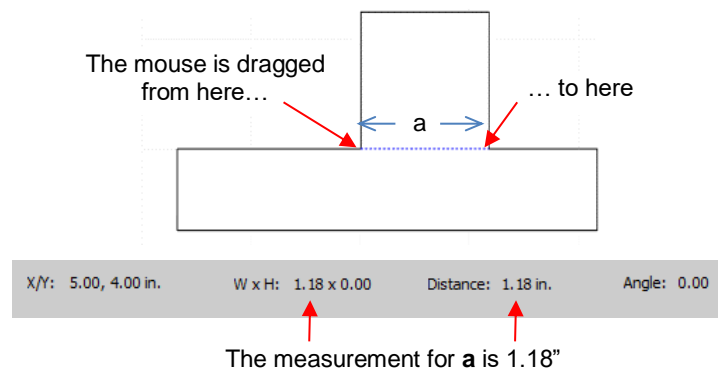 The mouse is dragged
from here…
… to here
a
X/Y: 5.00, 4.00 in. W x H: 1.18 x 0.00 Distance: 1.18 in. Angle: 0.00
The measurement for a is 1.18”